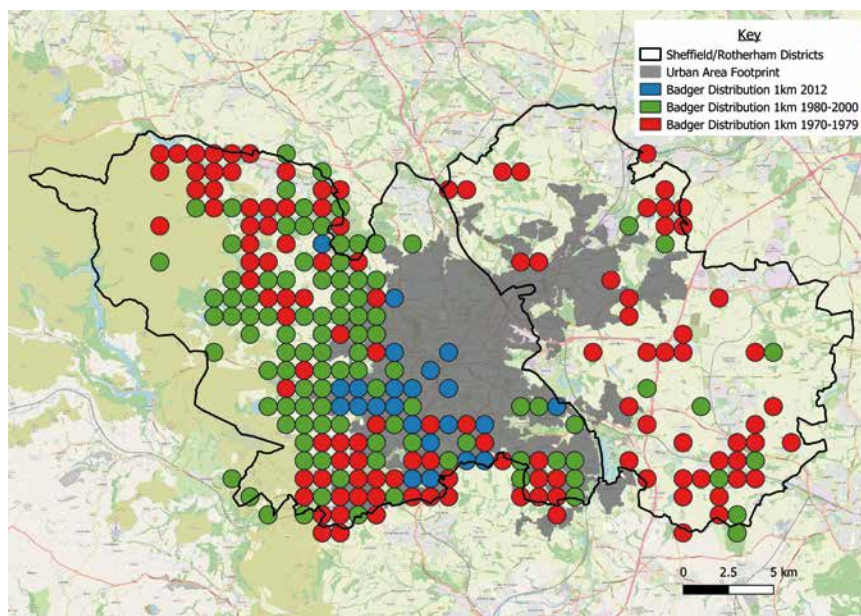 Key
Sheffield/Rotherham Districts
Urban Area Footprint
Badger Distribution 1km 2012
Badger Distribution 1km 1980-2000
Badger Distribution 1km 1970-1979
0 2.5 5 km